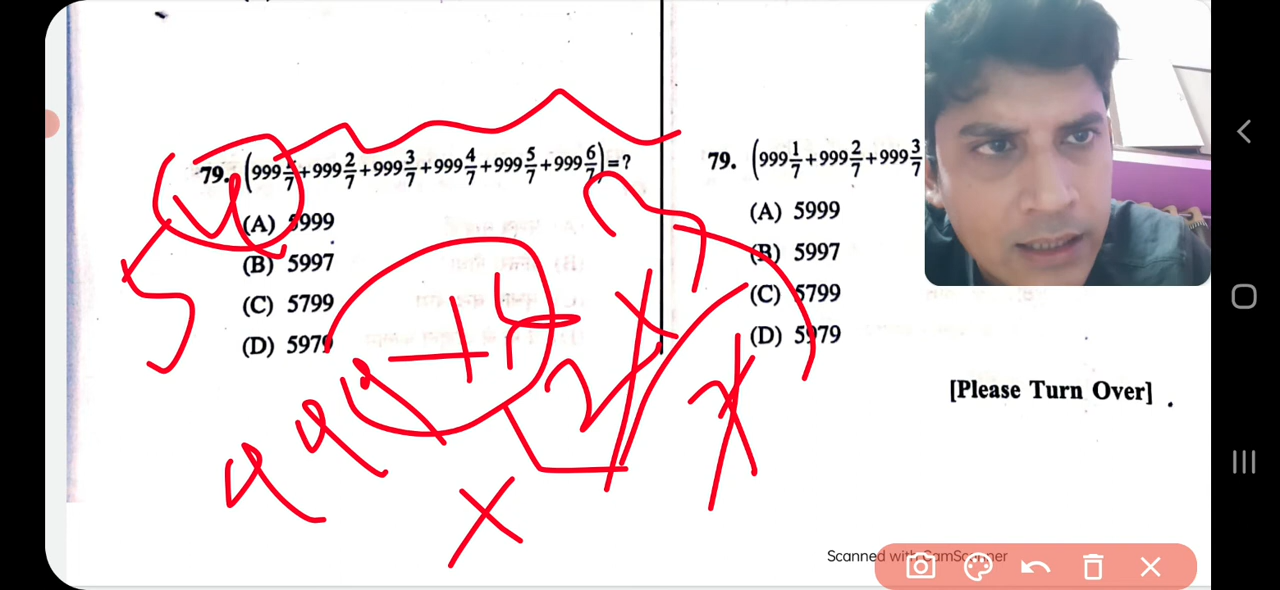 79. (999 1/7 + 999 2/7 + 999 3/7 + 999 4/7 + 999 5/7 + 999 6/7) = ?
(A) 5999
(B) 5997
(C) 5799
(D) 5979
79. (999 1/7 + 999 2/7 + 999 3/7
(A) 5999
(B) 5997
(C) 5799
(D) 5979
[Please Turn Over]
Scanned with CamScanner